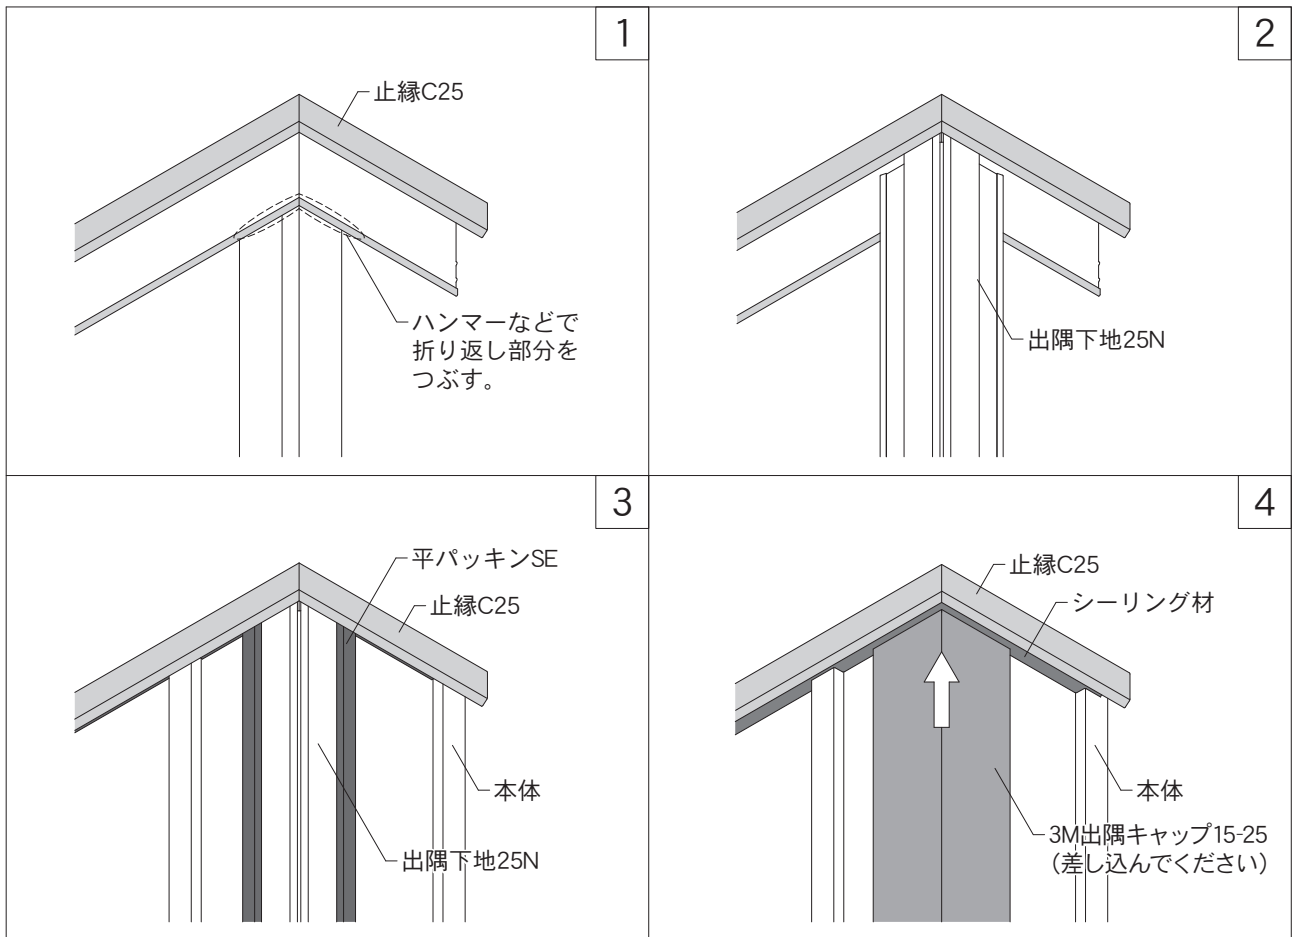 1
止縁C25
ハンマーなどで
折り返し部分を
つぶす。
2
出隅下地25N
3
平パッキンSE
止縁C25
本体
出隅下地25N
4
止縁C25
シーリング材
本体
3M出隅キャップ15-25
（差し込んでください）